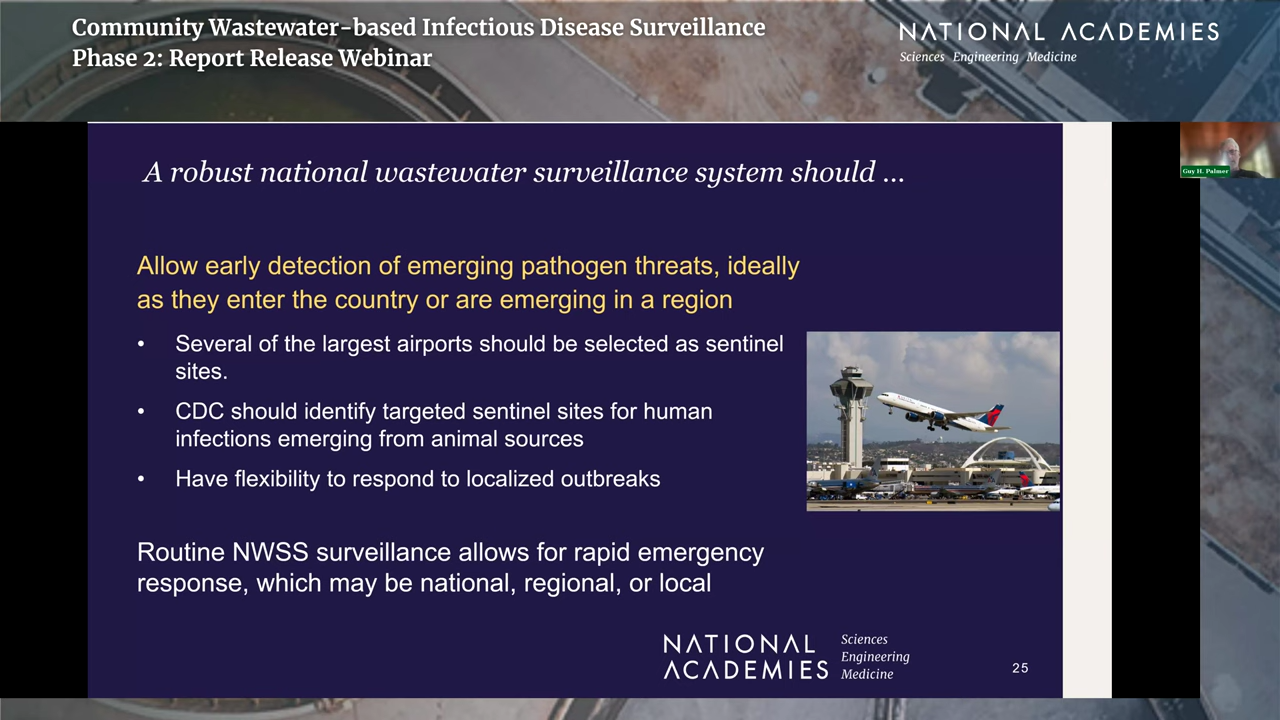 Community Wastewater-based Infectious Disease Surveillance
Phase 2: Report Release Webinar
NATIONAL ACADEMIES
Sciences Engineering Medicine
Guy H. Palmer
A robust national wastewater surveillance system should ...
Allow early detection of emerging pathogen threats, ideally
as they enter the country or are emerging in a region
• Several of the largest airports should be selected as sentinel
sites.
• CDC should identify targeted sentinel sites for human
infections emerging from animal sources
• Have flexibility to respond to localized outbreaks
Routine NWSS surveillance allows for rapid emergency
response, which may be national, regional, or local
NATIONAL
ACADEMIES
Sciences
Engineering
Medicine
25